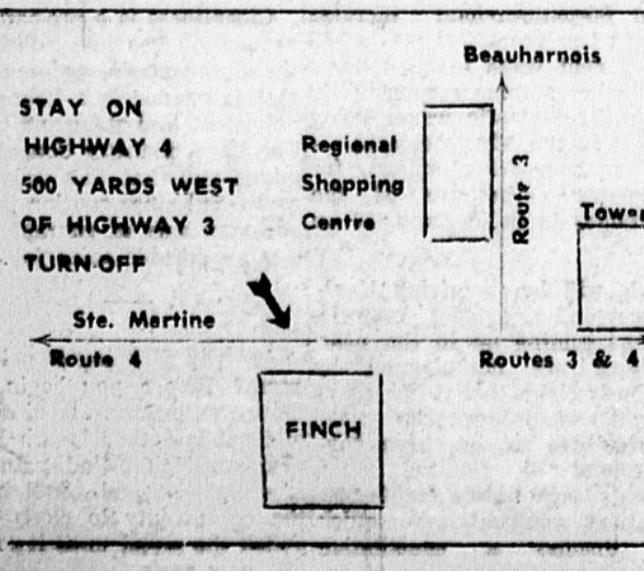 STAY ON
HIGHWAY 4
500 YARDS WEST
OF HIGHWAY 3
TURN-OFF
Beauharnois
Regional
Shopping
Centre
Route 3
Ste. Martine
Route 4
Routes 3 & 4
FINCH